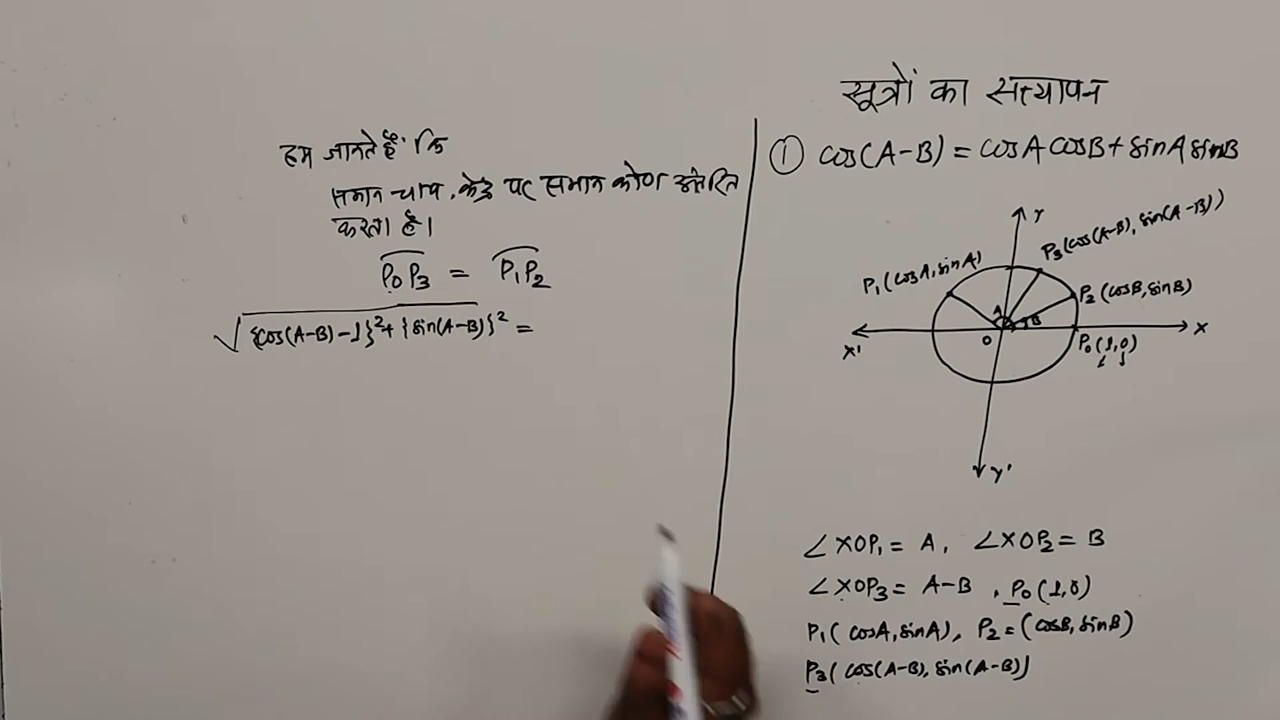 सूत्रों का सत्यापन
① cos(A-B) = cosA cosB + sinA sinB
हम जानते हैं कि
समान चाप, केंद्र पर समान कोण अंतरित
करता है।
P0P3 = P1P2
√{cos(A-B)-1}²+{sin(A-B)}² =
Y
P3(cos(A-B), sin(A-B))
P1(cosA, sinA)
P2(cosB, sinB)
A
B
X'
O
P0(1,0)
X
Y'
∠XOP1 = A, ∠XOP2 = B
∠XOP3 = A-B, P0(1,0)
P1(cosA, sinA), P2 = (cosB, sinB)
P3(cos(A-B), sin(A-B))